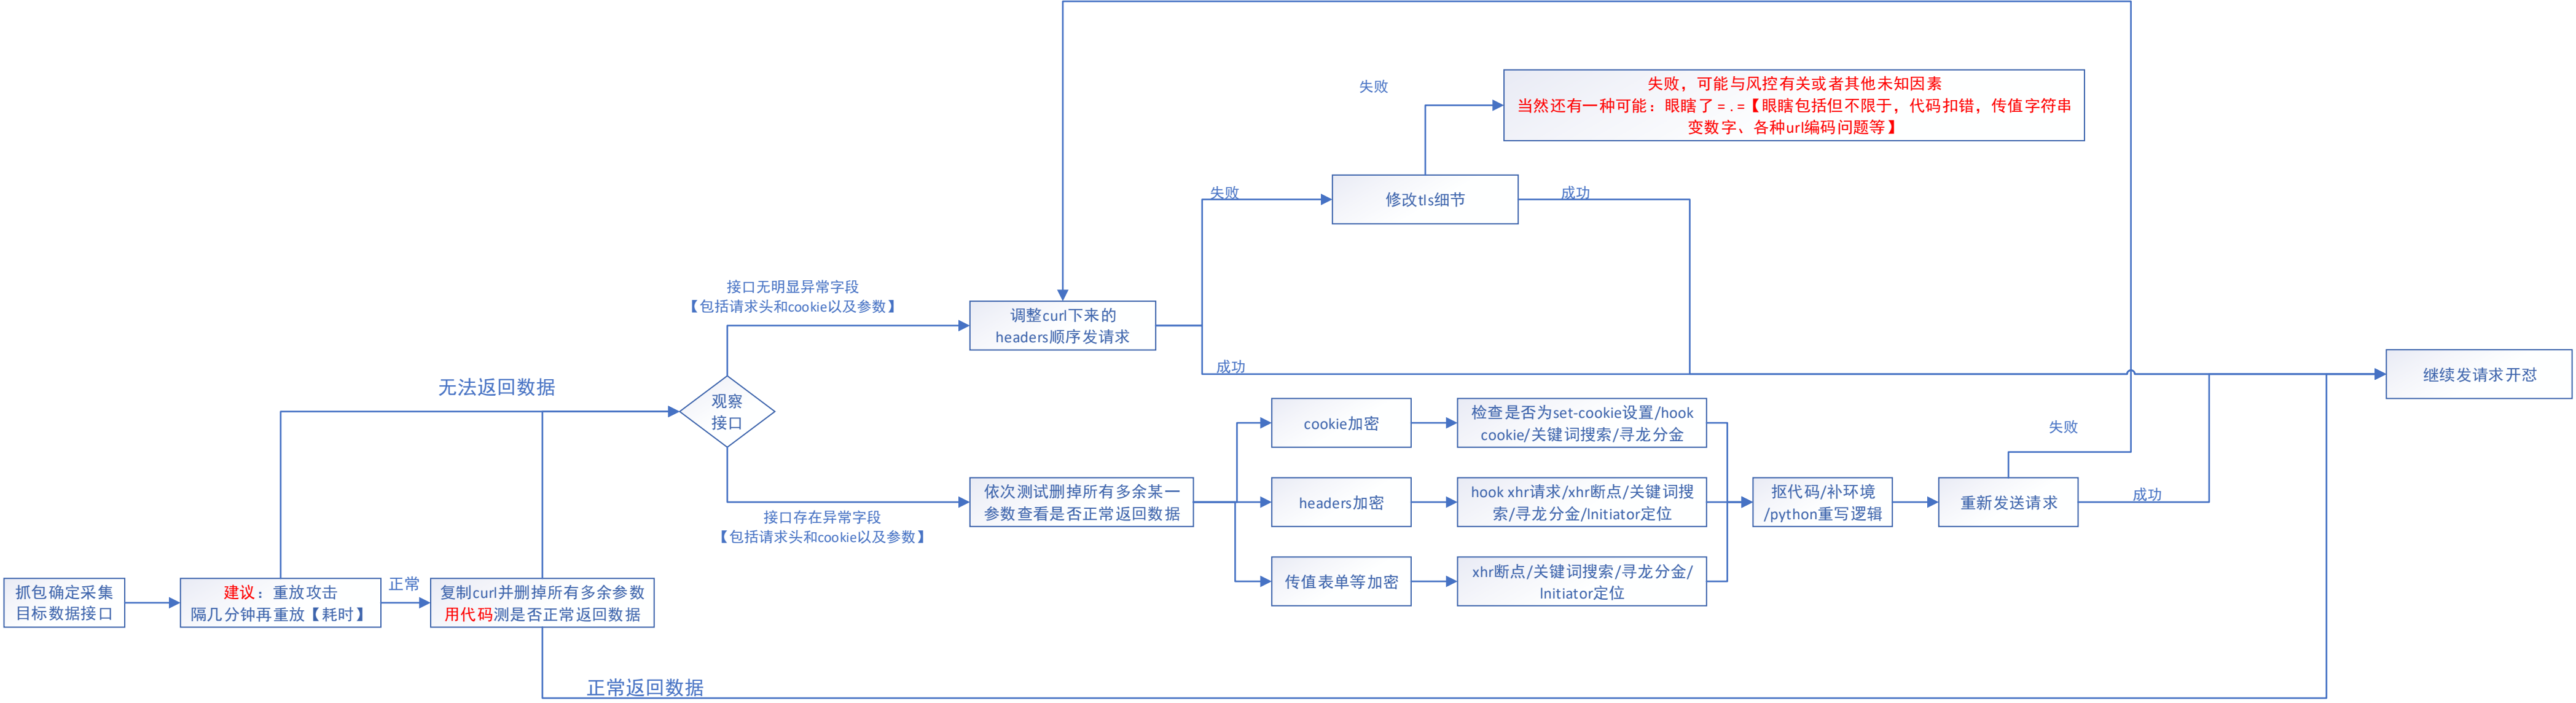 失败
失败，可能与风控有关或者其他未知因素
当然还有一种可能：眼瞎了 = . =【眼瞎包括但不限于，代码扣错，传值字符串
变数字、各种url编码问题等】
失败
修改tls细节
成功
接口无明显异常字段
【包括请求头和cookie以及参数】
调整curl下来的
headers顺序发请求
成功
继续发请求开怼
无法返回数据
观察
接口
cookie加密
检查是否为set-cookie设置/hook
cookie/关键词搜索/寻龙分金
失败
接口存在异常字段
【包括请求头和cookie以及参数】
依次测试删掉所有多余某一
参数查看是否正常返回数据
headers加密
hook xhr请求/xhr断点/关键词搜
索/寻龙分金/Initiator定位
抠代码/补环境
/python重写逻辑
重新发送请求
成功
传值表单等加密
xhr断点/关键词搜索/寻龙分金/
Initiator定位
抓包确定采集
目标数据接口
建议：重放攻击
隔几分钟再重放【耗时】
正常
复制curl并删掉所有多余参数
用代码测是否正常返回数据
正常返回数据